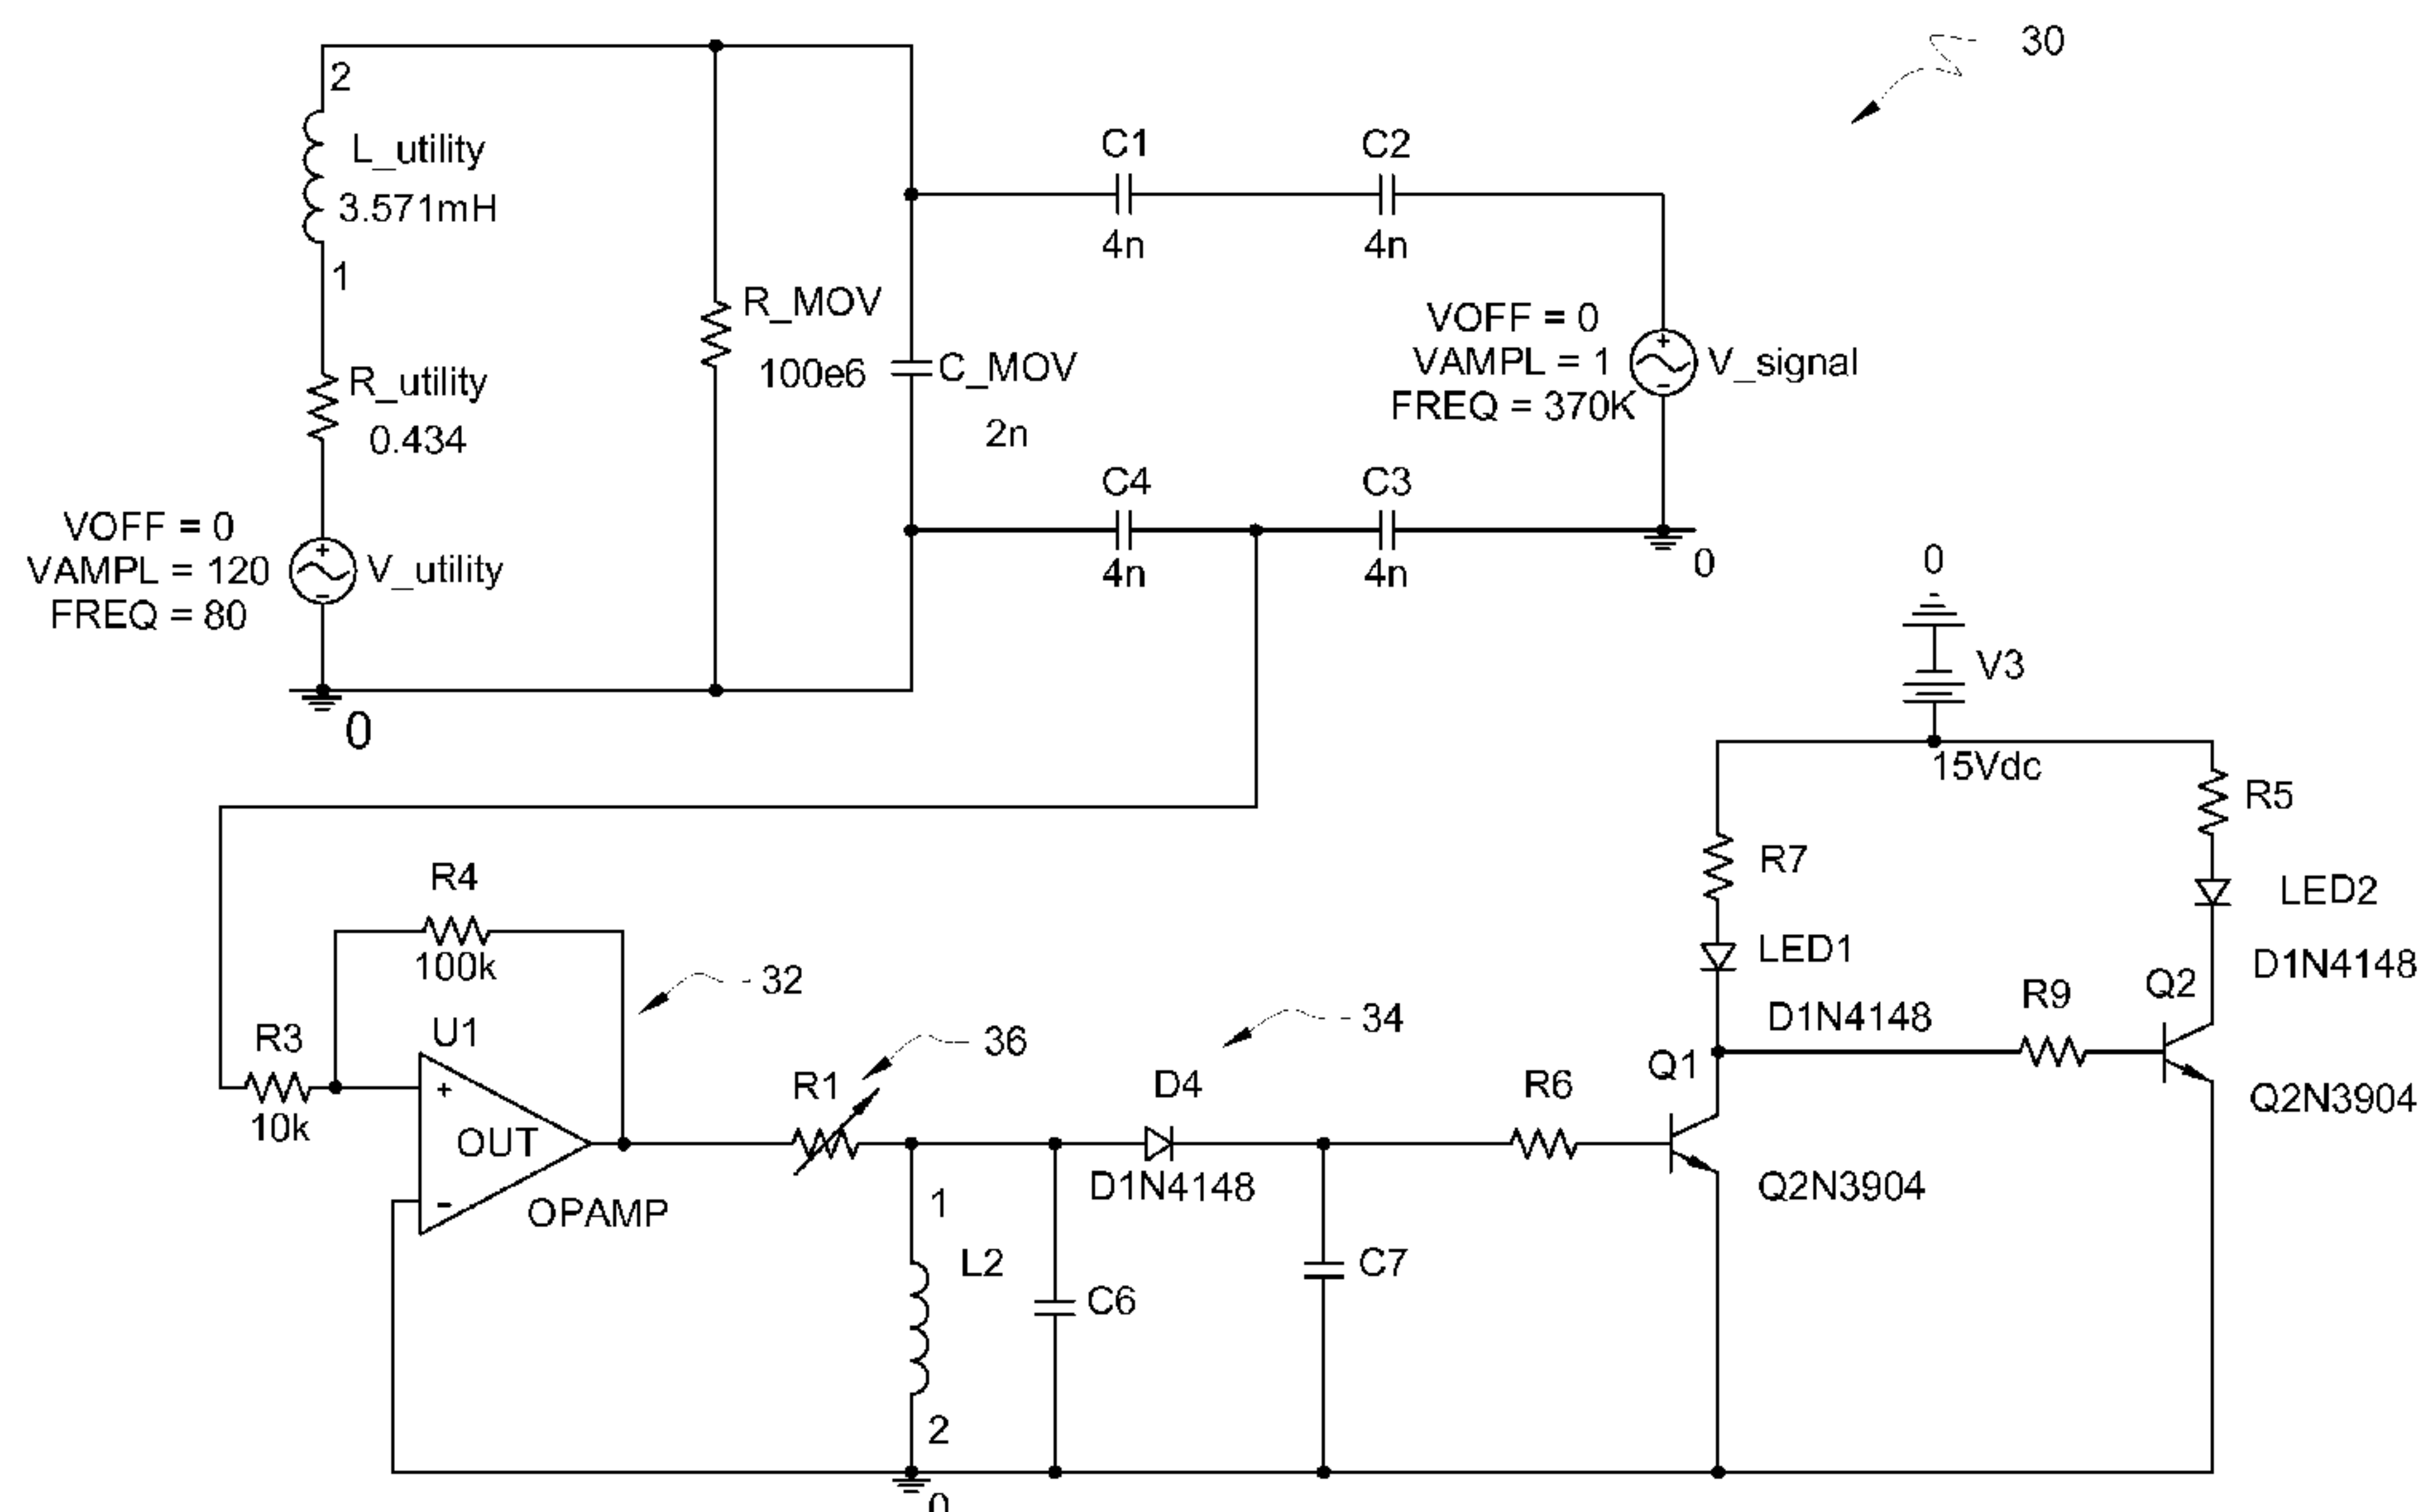 30
2
L_utility
3.571mH
1
R_utility
0.434
VOFF = 0
VAMPL = 120
FREQ = 80
+
-
V_utility
0
R_MOV
100e6
C_MOV
2n
C1
4n
C2
4n
VOFF = 0
VAMPL = 1
FREQ = 370K
+
-
V_signal
C4
4n
C3
4n
0
0
V3
15Vdc
R5
R7
LED2
D1N4148
LED1
D1N4148
R9
Q2
Q2N3904
R4
100k
32
R3
10k
U1
+
OUT
-
OPAMP
36
R1
34
D4
D1N4148
R6
Q1
Q2N3904
1
L2
2
C6
C7
0